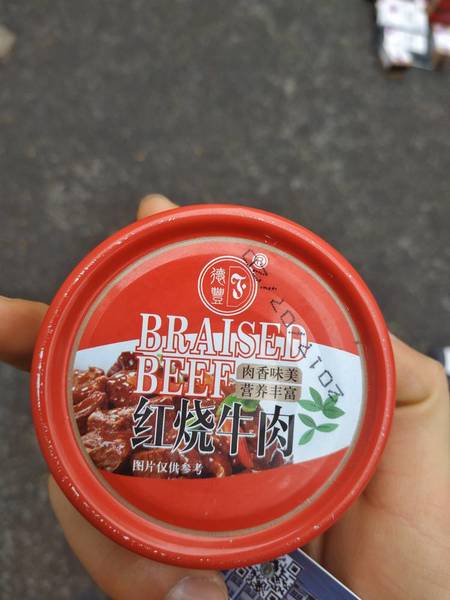 德豐
®
BRAISED
BEEF
肉香味美
营养丰富
红烧牛肉
图片仅供参考